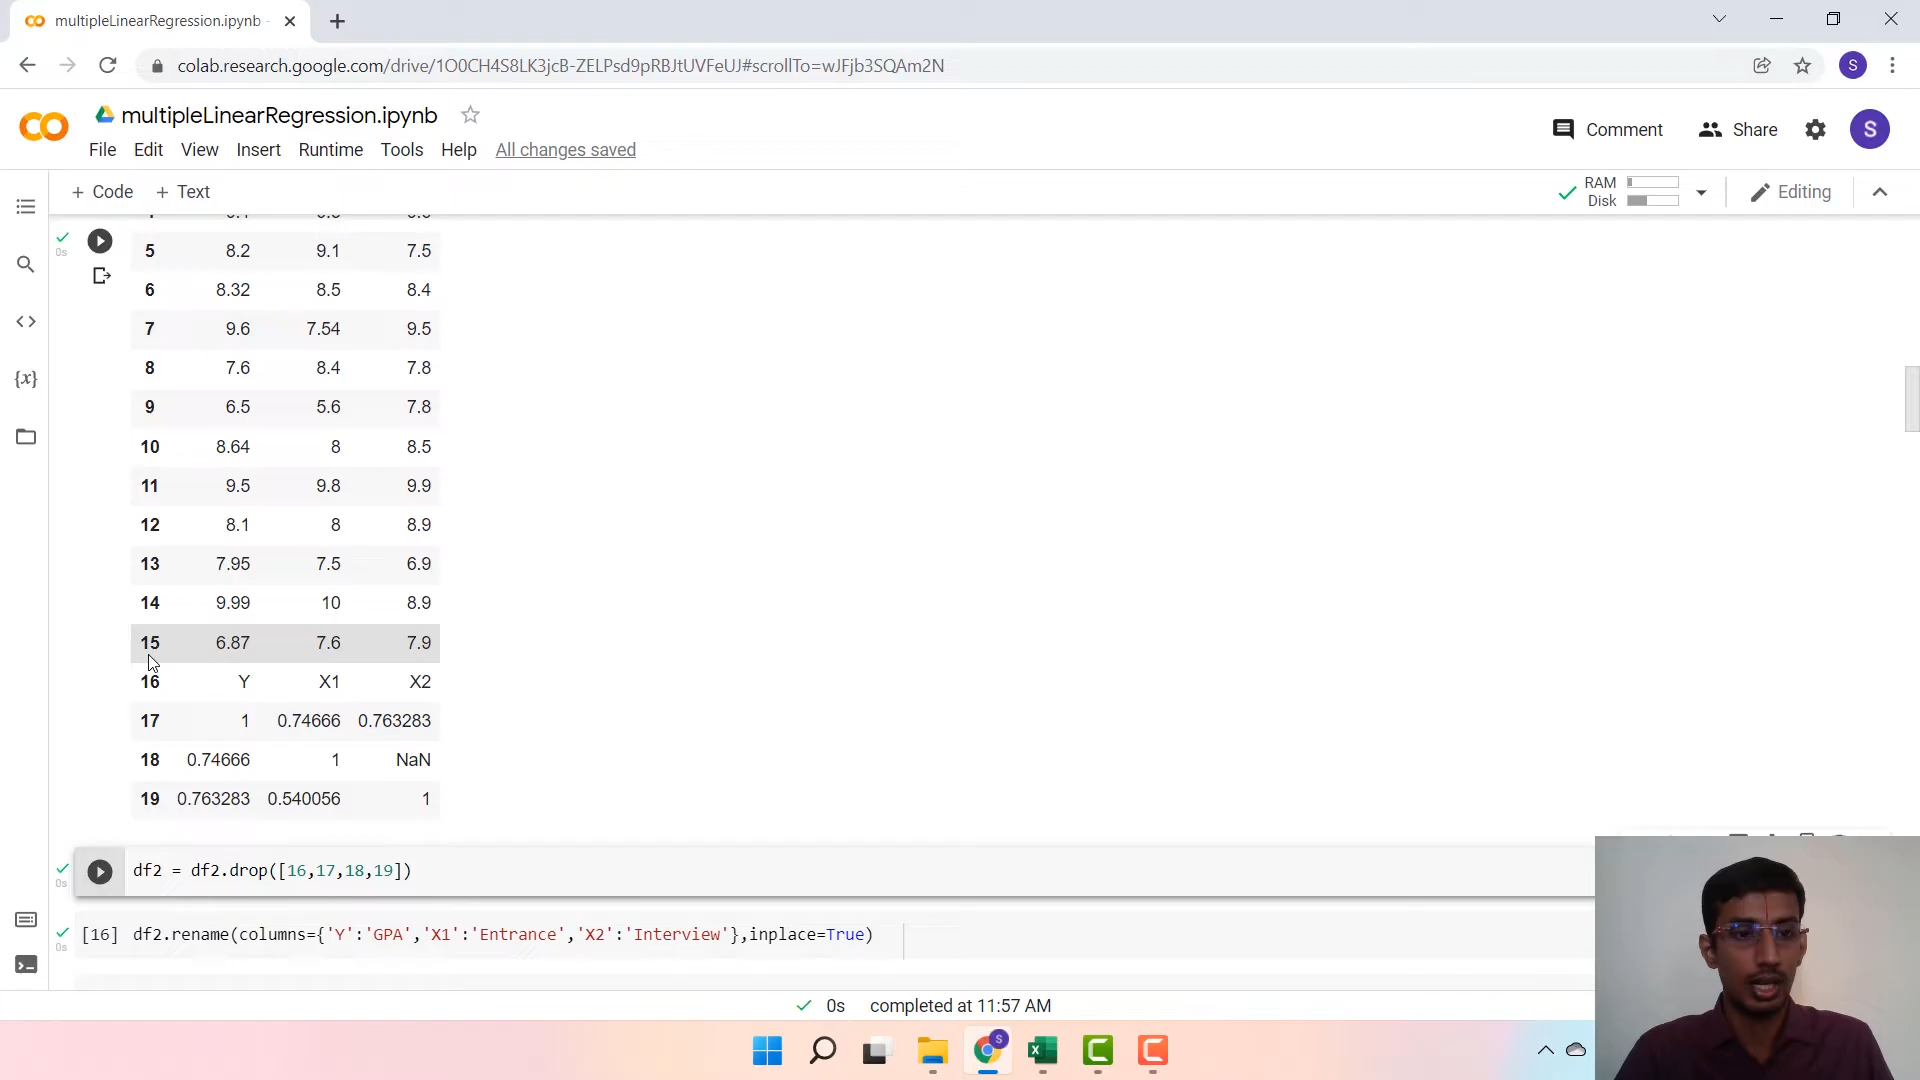 multipleLinearRegression.ipynb
colab.research.google.com/drive/1O0CH4S8LK3jcB-ZELPsd9pRBJtUVFeUJ#scrollTo=wJFjb3SQAm2N
S
multipleLinearRegression.ipynb
Comment Share S
File Edit View Insert Runtime Tools Help All changes saved
+ Code + Text
RAM
Disk
Editing
5 8.2 9.1 7.5
0s
6 8.32 8.5 8.4
7 9.6 7.54 9.5
8 7.6 8.4 7.8
9 6.5 5.6 7.8
10 8.64 8 8.5
11 9.5 9.8 9.9
12 8.1 8 8.9
13 7.95 7.5 6.9
14 9.99 10 8.9
15 6.87 7.6 7.9
16 Y X1 X2
17 1 0.74666 0.763283
18 0.74666 1 NaN
19 0.763283 0.540056 1
df2 = df2.drop([16,17,18,19])
0s
[16] df2.rename(columns={'Y':'GPA','X1':'Entrance','X2':'Interview'},inplace=True)
0s
0s completed at 11:57 AM
S